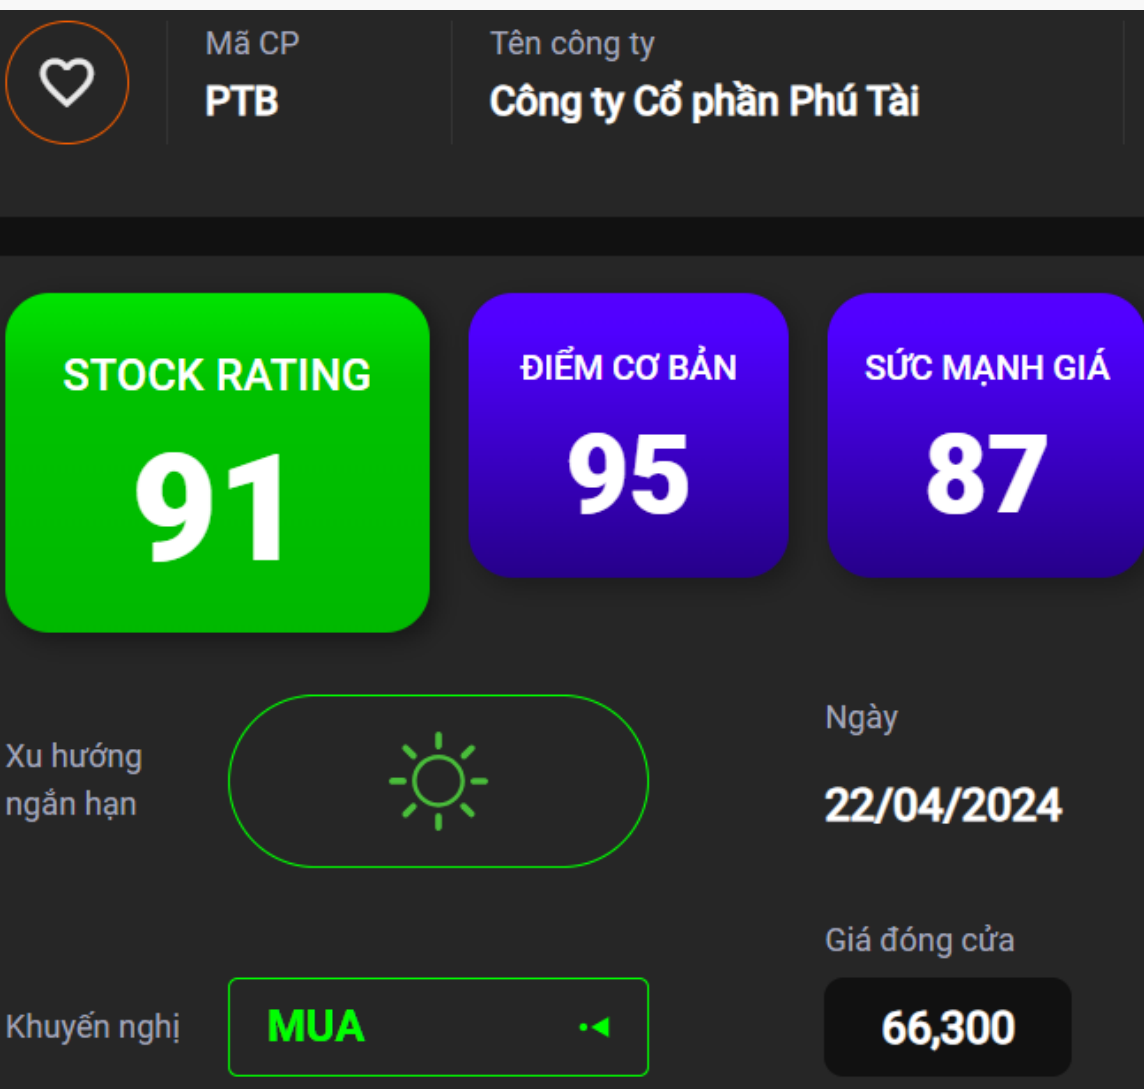 Mã CP
PTB
Tên công ty
Công ty Cổ phần Phú Tài
STOCK RATING
91
ĐIỂM CƠ BẢN
95
SỨC MẠNH GIÁ
87
Xu hướng
ngắn hạn
Ngày
22/04/2024
Khuyến nghị
MUA
Giá đóng cửa
66,300